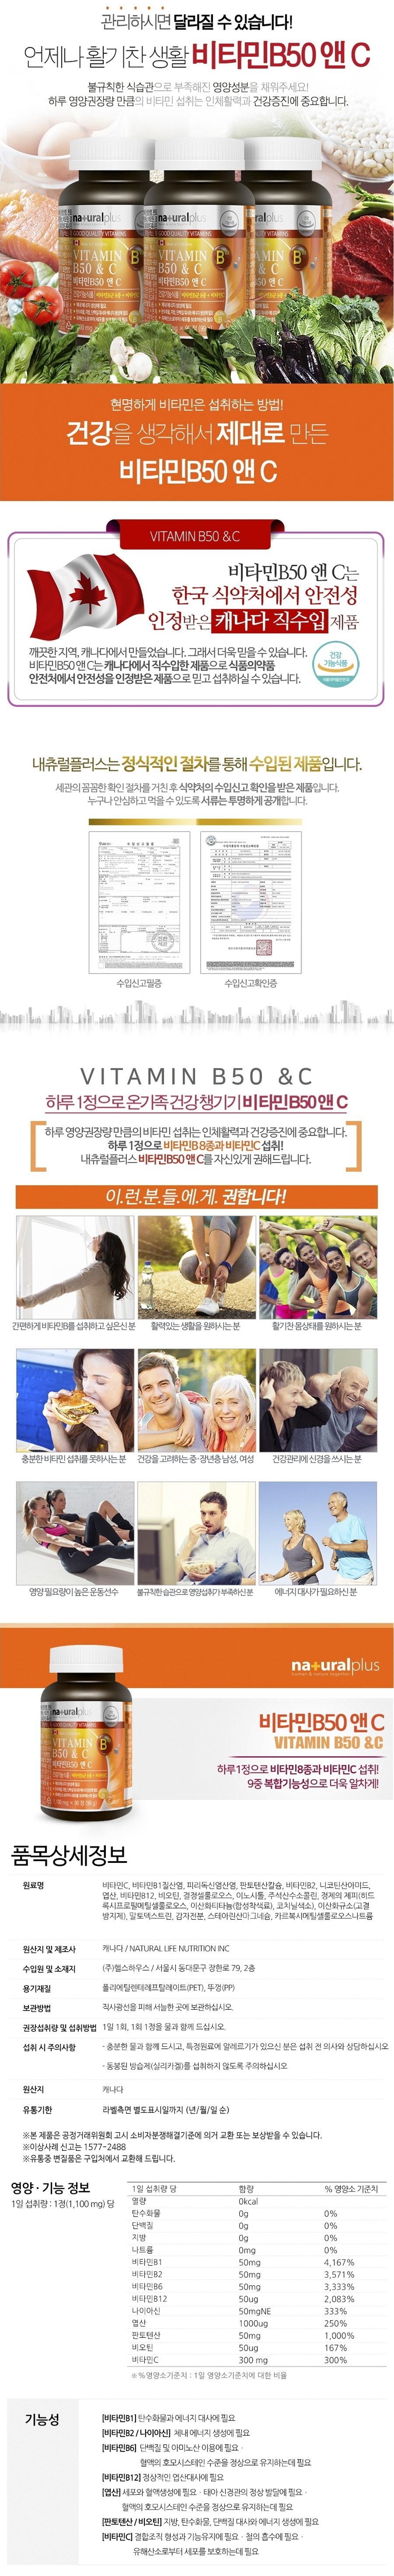 관리하시면 달라질 수 있습니다!
언제나 활기찬 생활 비타민B50 앤 C
불규칙한 식습관으로 부족해진 영양성분을 채워주세요!
하루 영양권장량 만큼의 비타민 섭취는 인체활력과 건강증진에 중요합니다.
na+uralplus
GOOD QUALITY VITAMINS
VITAMIN
B50 & C
비타민B50 앤 C
현명하게 비타민은 섭취하는 방법!
건강을 생각해서 제대로 만든
비타민B50 앤 C
VITAMIN B50 &C
비타민B50 앤 C는
한국 식약처에서 안전성
인정받은 캐나다 직수입 제품
깨끗한 지역, 캐나다에서 만들었습니다. 그래서 더욱 믿을 수 있습니다.
비타민B50 앤 C는 캐나다에서 직수입한 제품으로 식품의약품
안전처에서 안전성을 인정받은 제품으로 믿고 섭취하실 수 있습니다.
건강
기능식품
내츄럴플러스는 정식적인 절차를 통해 수입된 제품입니다.
세관의 꼼꼼한 확인 절차를 거친 후 식약처의 수입신고 확인을 받은 제품입니다.
누구나 안심하고 먹을 수 있도록 서류는 투명하게 공개합니다.
수입신고필증
수입신고확인증
VITAMIN B50 &C
하루 1정으로 온가족 건강 챙기기 비타민B50 앤 C
하루 영양권장량 만큼의 비타민 섭취는 인체활력과 건강증진에 중요합니다.
하루 1정으로 비타민B 8종과 비타민C 섭취!
내츄럴플러스 비타민B50 앤 C를 자신있게 권해드립니다.
이.런.분.들.에.게. 권합니다!
간편하게 비타민B를 섭취하고 싶은신 분
활력있는 생활을 원하시는 분
활기찬 몸상태를 원하시는 분
충분한 비타민 섭취를 못하시는 분
건강을 고려하는 중·장년층 남성, 여성
건강관리에 신경을 쓰시는 분
영양 필요량이 높은 운동선수
불규칙한 습관으로 영양섭취가 부족하신 분
에너지 대사가 필요하신 분
na+uralplus
비타민B50 앤 C
VITAMIN B50 &C
하루1정으로 비타민8종과 비타민C 섭취!
9중 복합기능성으로 더욱 알차게!
na+uralplus
GOOD QUALITY VITAMINS
VITAMIN
B50 & C
비타민B50 앤 C
품목상세정보
원료명 비타민C, 비타민B1질산염, 피리독신염산염, 판토텐산칼슘, 비타민B2, 니코틴산아미드,
엽산, 비타민B12, 비오틴, 결정셀룰로오스, 이노시톨, 주석산수소콜린, 정제의 제피(히드
록시프로필메틸셀룰로오스, 이산화티타늄(합성착색료), 코치닐색소), 이산화규소(고결
방지제), 말토덱스트린, 감자전분, 스테아린산마그네슘, 카르복시메틸셀룰로오스나트륨
원산지 및 제조사 캐나다 / NATURAL LIFE NUTRITION INC
수입원 및 소재지 (주)헬스하우스 / 서울시 동대문구 장한로 79, 2층
용기재질 폴리에틸렌테레프탈레이트(PET), 뚜껑(PP)
보관방법 직사광선을 피해 서늘한 곳에 보관하십시오.
권장섭취량 및 섭취방법 1일 1회, 1회 1정을 물과 함께 드십시오.
섭취 시 주의사항 - 충분한 물과 함께 드시고, 특정원료에 알레르기가 있으신 분은 섭취 전 의사와 상담하십시오
- 동봉된 방습제(실리카겔)를 섭취하지 않도록 주의하십시오
원산지 캐나다
유통기한 라벨측면 별도표시일까지 (년/월/일 순)
※본 제품은 공정거래위원회 고시 소비자분쟁해결기준에 의거 교환 또는 보상받을 수 있습니다.
※이상사례 신고는 1577-2488
※유통중 변질품은 구입처에서 교환해 드립니다.
영양 · 기능 정보
1일 섭취량 : 1정(1,100 mg) 당
1일 섭취량 당 함량 % 영양소 기준치
열량 0kcal
탄수화물 0g 0%
단백질 0g 0%
지방 0g 0%
나트륨 0mg 0%
비타민B1 50mg 4,167%
비타민B2 50mg 3,571%
비타민B6 50mg 3,333%
비타민B12 50ug 2,083%
나이아신 50mgNE 333%
엽산 1000ug 250%
판토텐산 50mg 1,000%
비오틴 50ug 167%
비타민C 300 mg 300%
※%영양소기준치 : 1일 영양소기준치에 대한 비율
기능성
[비타민B1] 탄수화물과 에너지 대사에 필요
[비타민B2 / 나이아신] 체내 에너지 생성에 필요
[비타민B6] 단백질 및 아미노산 이용에 필요 ·
혈액의 호모시스테인 수준을 정상으로 유지하는데 필요
[비타민B12] 정상적인 엽산대사에 필요
[엽산] 세포와 혈액생성에 필요 · 태아 신경관의 정상 발달에 필요 ·
혈액의 호모시스테인 수준을 정상으로 유지하는데 필요
[판토텐산 / 비오틴] 지방, 탄수화물, 단백질 대사와 에너지 생성에 필요
[비타민C] 결합조직 형성과 기능유지에 필요 · 철의 흡수에 필요 ·
유해산소로부터 세포를 보호하는데 필요